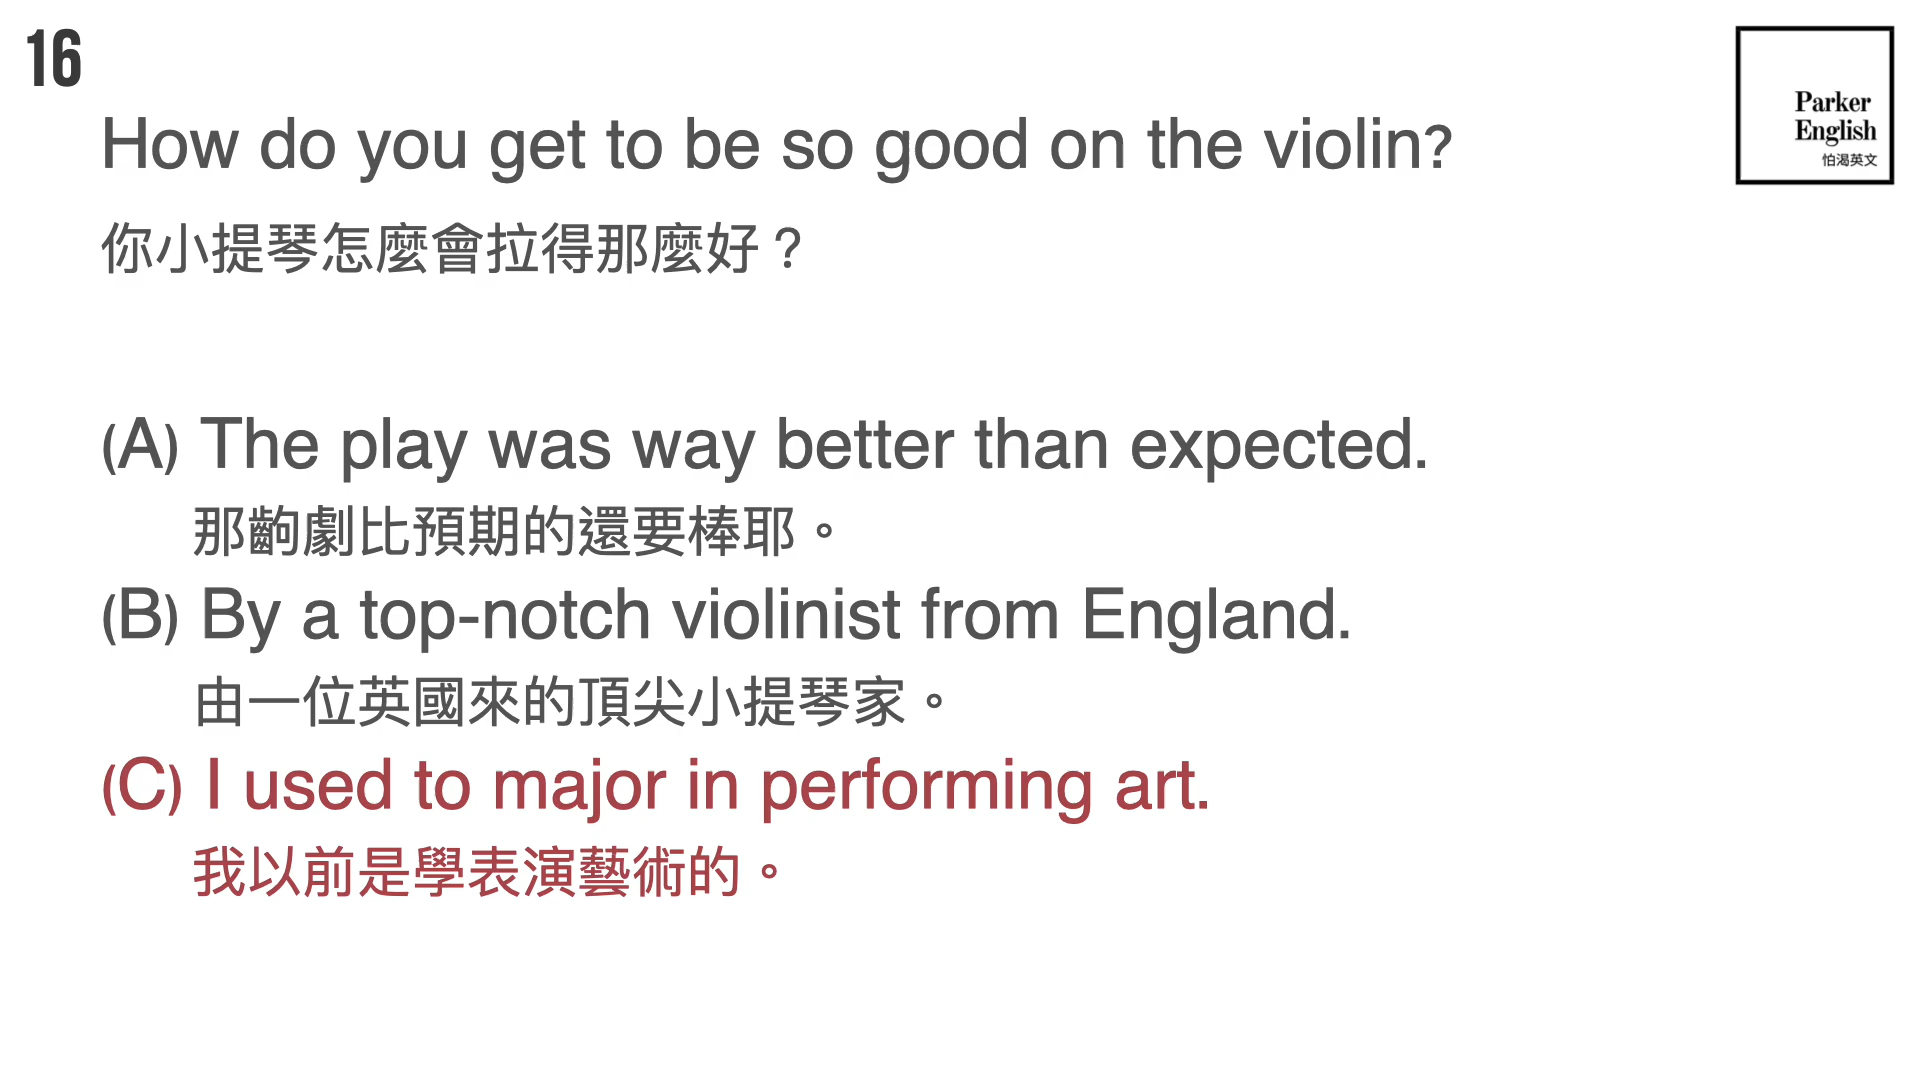 16
Parker
English
怕渴英文
How do you get to be so good on the violin?
你小提琴怎麼會拉得那麼好？
(A) The play was way better than expected.
那齣劇比預期的還要棒耶。
(B) By a top-notch violinist from England.
由一位英國來的頂尖小提琴家。
(C) I used to major in performing art.
我以前是學表演藝術的。